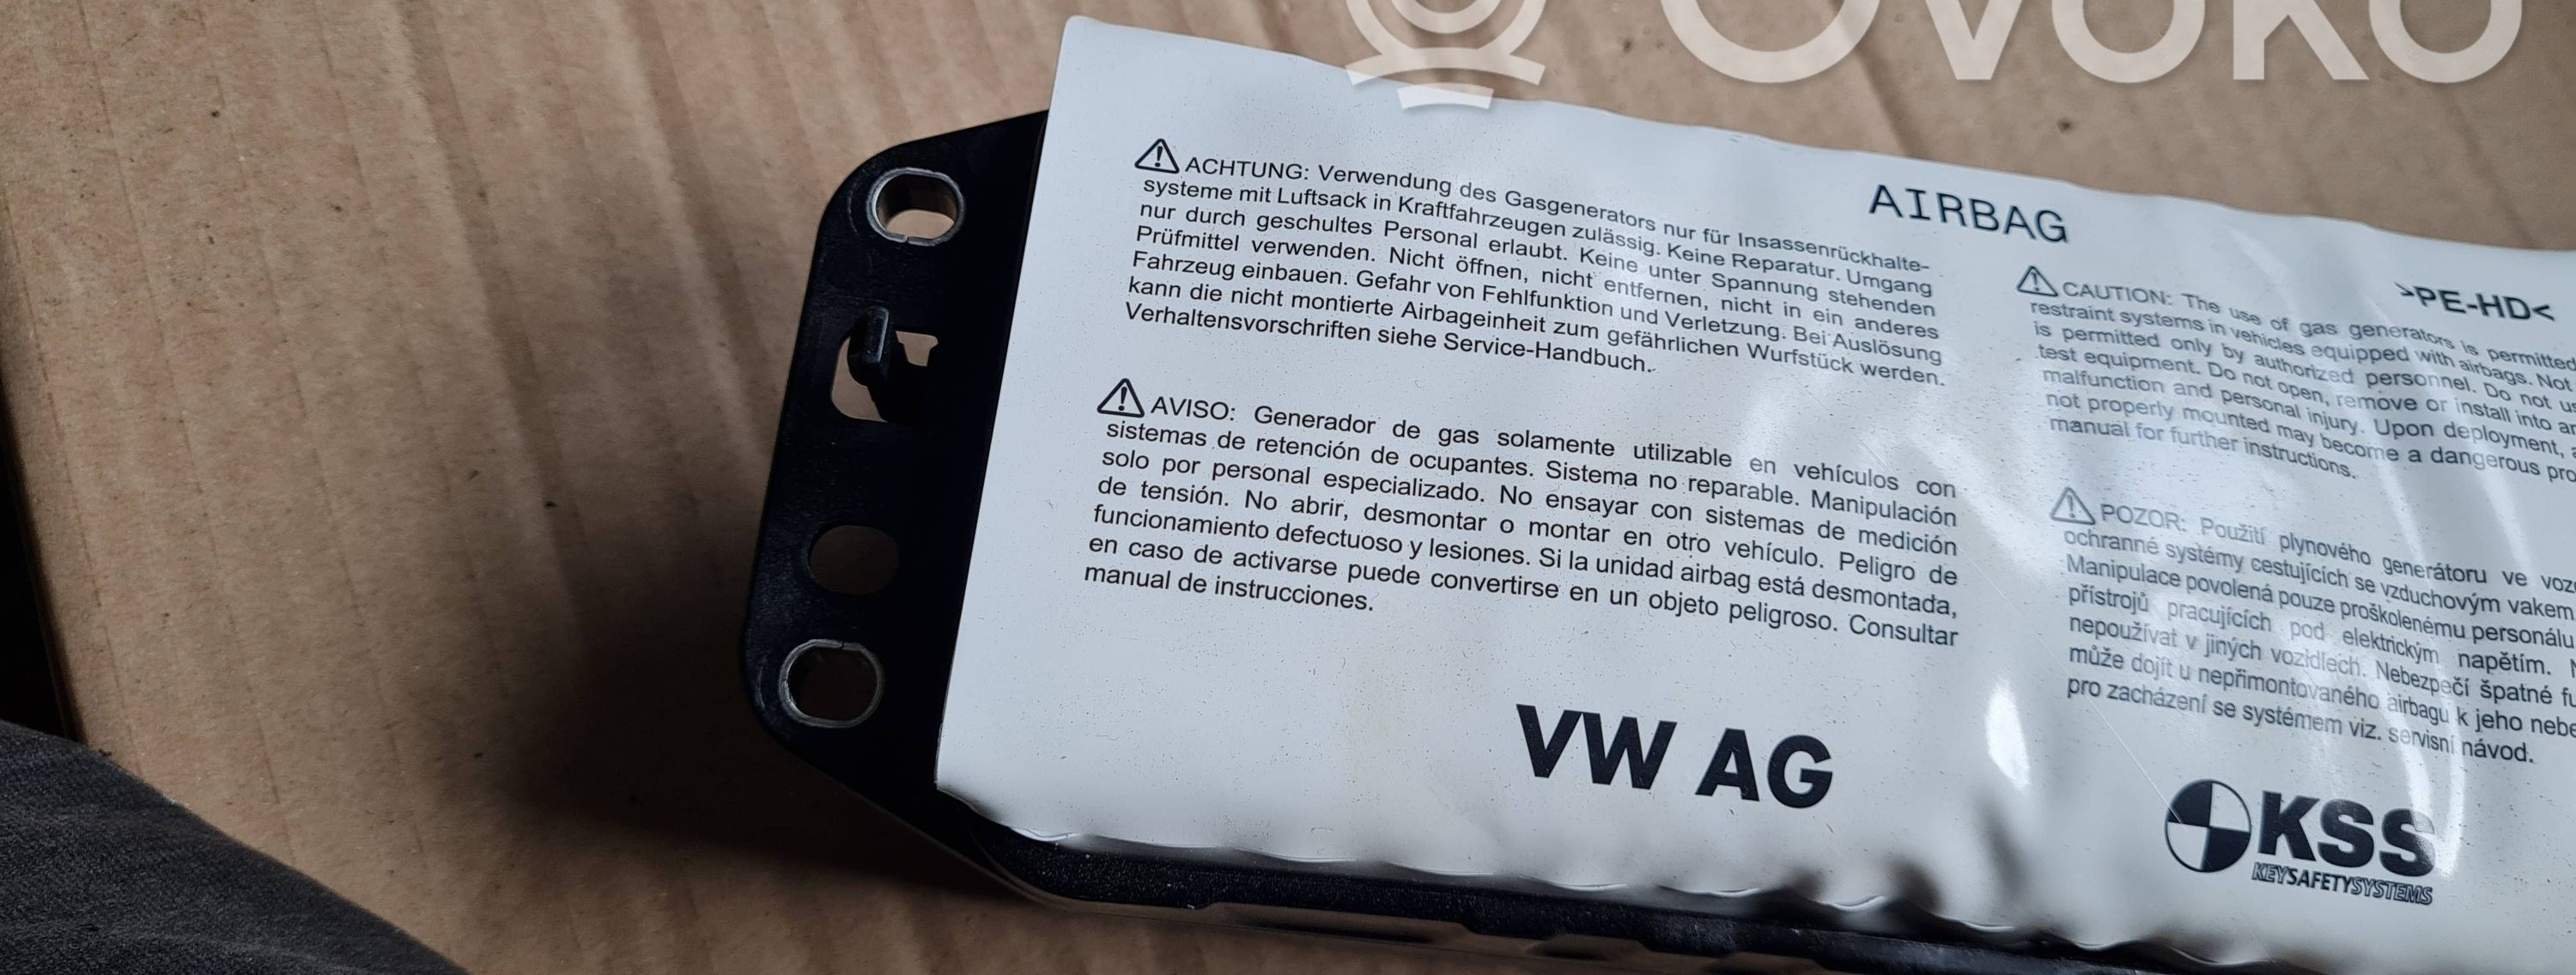 OVOKO
AIRBAG
>PE-HD<
ACHTUNG: Verwendung des Gasgenerators nur für Insassenrückhalte-
systeme mit Luftsack in Kraftfahrzeugen zulässig. Keine Reparatur. Umgang
nur durch geschultes Personal erlaubt. Keine unter Spannung stehenden
Prüfmittel verwenden. Nicht öffnen, nicht entfernen, nicht in ein anderes
Fahrzeug einbauen. Gefahr von Fehlfunktion und Verletzung. Bei Auslösung
kann die nicht montierte Airbageinheit zum gefährlichen Wurfstück werden.
Verhaltensvorschriften siehe Service-Handbuch.
AVISO: Generador de gas solamente utilizable en vehículos con
sistemas de retención de ocupantes. Sistema no reparable. Manipulación
solo por personal especializado. No ensayar con sistemas de medición
de tensión. No abrir, desmontar o montar en otro vehículo. Peligro de
funcionamiento defectuoso y lesiones. Si la unidad airbag está desmontada,
en caso de activarse puede convertirse en un objeto peligroso. Consultar
manual de instrucciones.
CAUTION: The use of gas generators is permitted
restraint systems in vehicles equipped with airbags. Not
is permitted only by authorized personnel. Do not
test equipment. Do not open, remove or install into
malfunction and personal injury. Upon deployment,
not properly mounted may become a dangerous
manual for further instructions.
POZOR: Použití plynového generátoru ve
ochranné systémy cestujících se vzduchovým vakem
Manipulace povolená pouze proškolenému personálu
přístrojů pracujících pod elektrickým napětím.
nepoužívat v jiných vozidlech. Nebezpečí špatné
může dojít u nepřimontovaného airbagu k jeho
pro zacházení se systémem viz. servisní návod.
VW AG
KSS
KEYSAFETYSYSTEMS